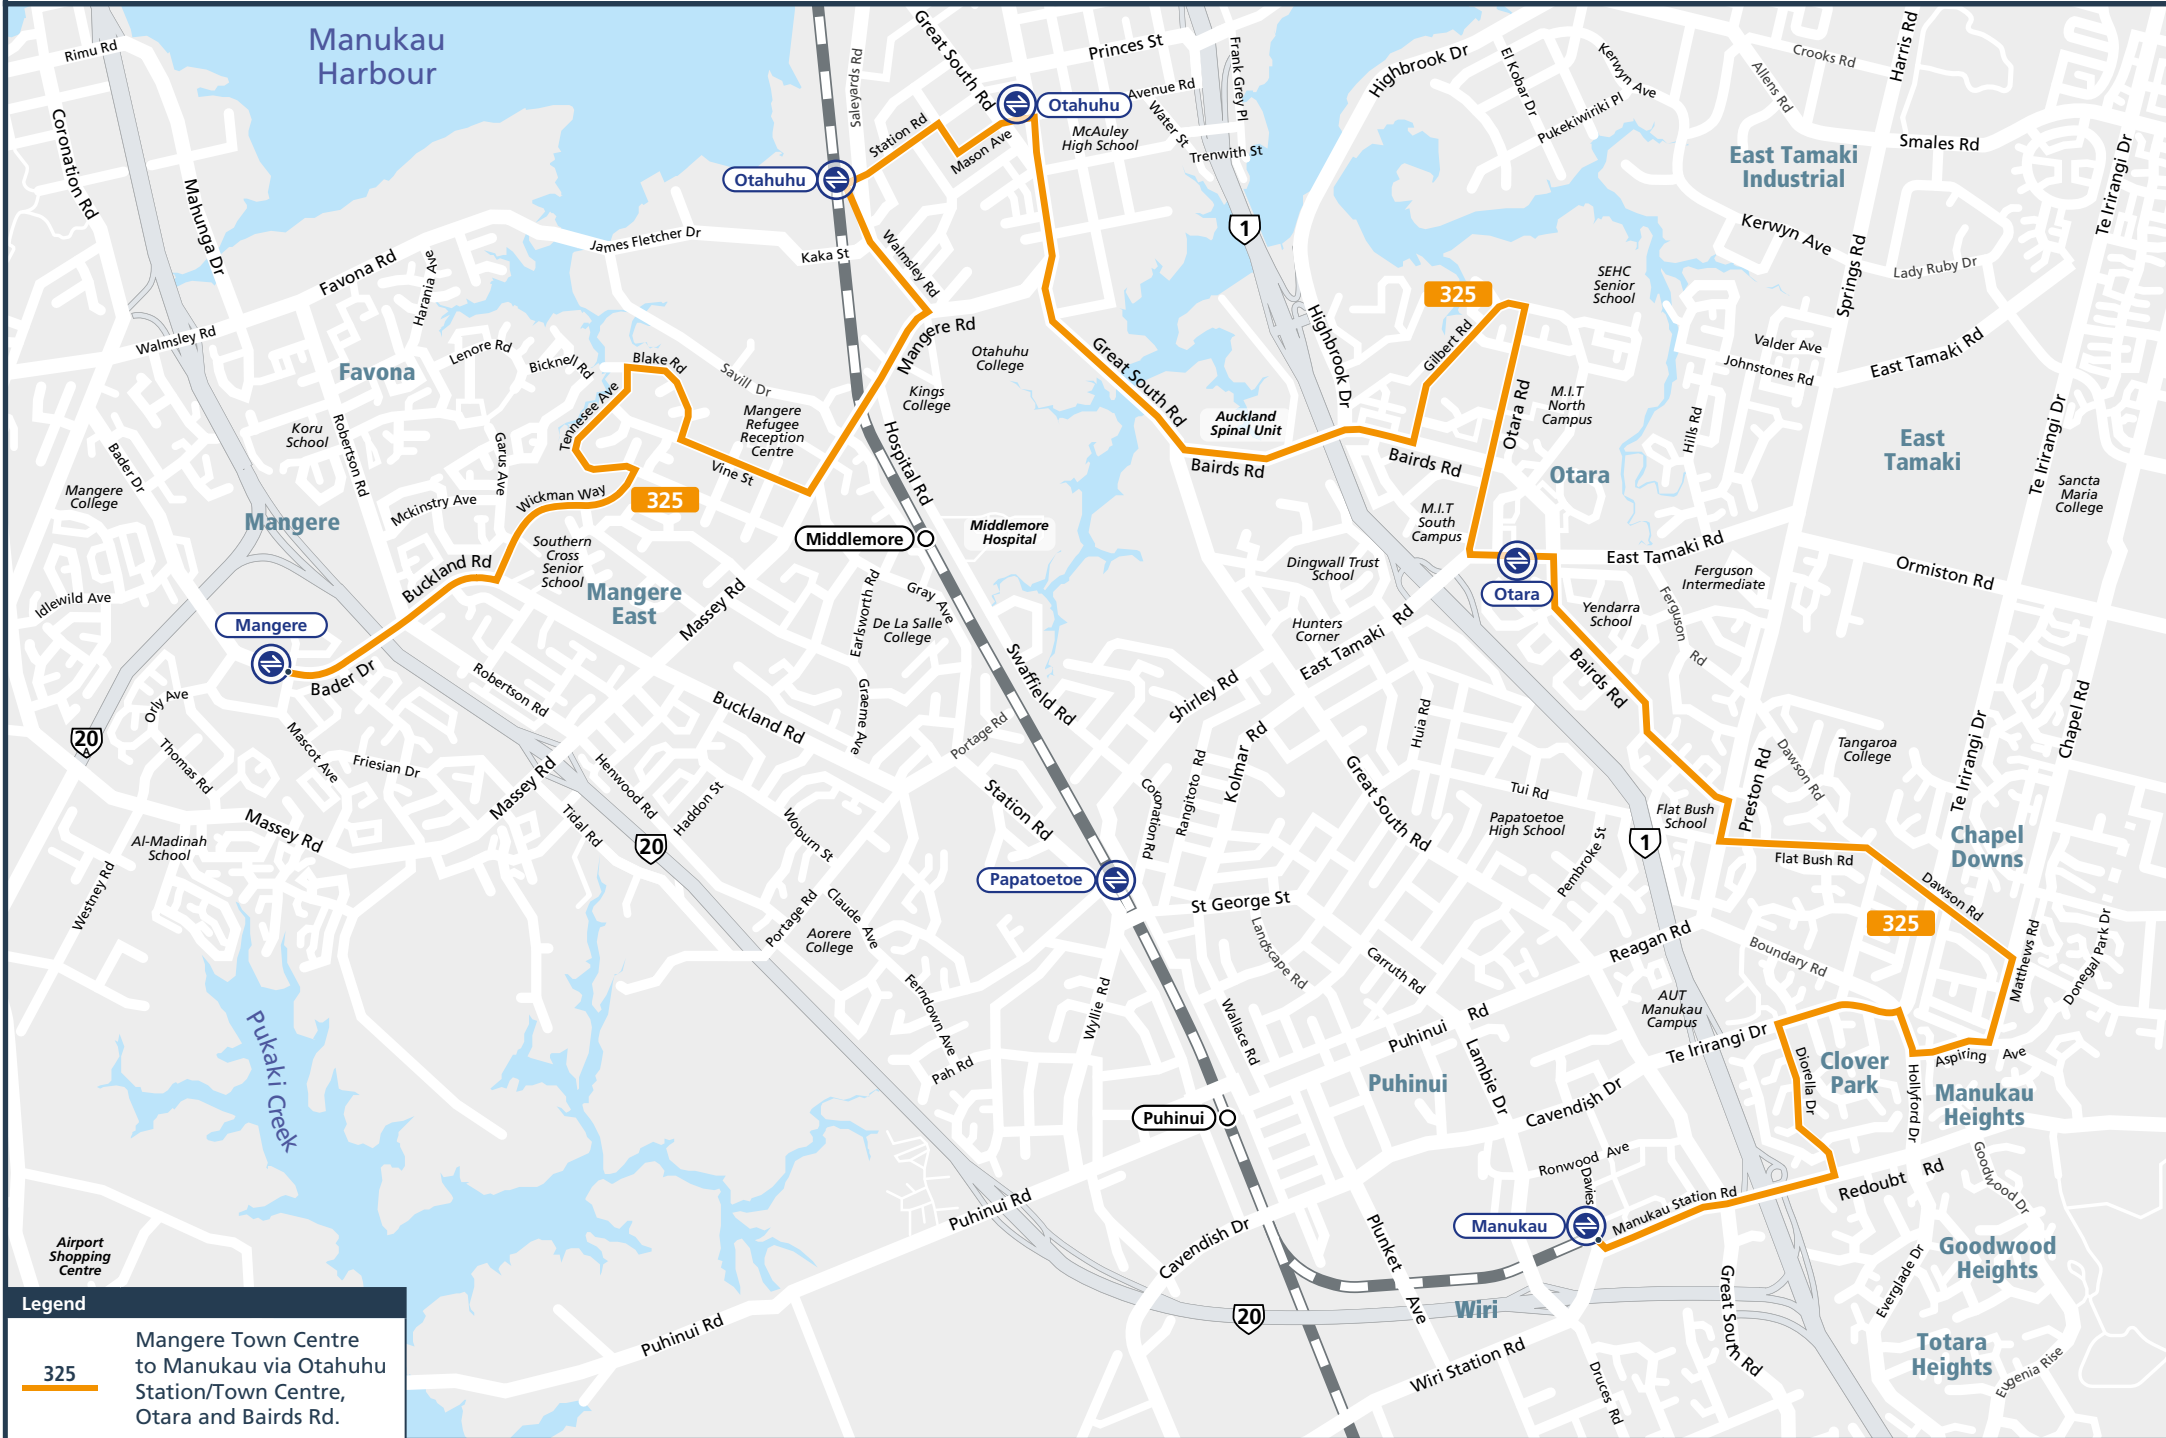 Manukau
Harbour
Rimu Rd
Coronation Rd
Mahunga Dr
Saleyards Rd
Great South Rd
Princes St
Avenue Rd
Water St
Frank Grey Pl
Trenwith St
Otahuhu
McAuley
High School
Station Rd
Mason Ave
Otahuhu
Highbrook Dr
El Kobar Dr
Kerwyn Ave
Pukekiwiriki Pl
Allens Rd
Crooks Rd
Harris Rd
Smales Rd
East Tamaki
Industrial
Te Irirangi Dr
Kerwyn Ave
Lady Ruby Dr
Springs Rd
SEHC
Senior
School
1
Favona Rd
Harania Ave
James Fletcher Dr
Kaka St
Walmsley Rd
Walmsley Rd
Mangere Rd
325
Gilbert Rd
Highbrook Dr
Otara Rd
Valder Ave
Johnstones Rd
East Tamaki Rd
Favona
Lenore Rd
Bicknell Rd
Blake Rd
Savill Dr
Tennesee Ave
Otahuhu
College
Kings
College
Great South Rd
Auckland
Spinal Unit
M.I.T
North
Campus
Hills Rd
Te Irirangi Dr
East
Tamaki
Koru
School
Robertson Rd
Garus Ave
Mangere
Refugee
Reception
Centre
Vine St
Hospital Rd
Bairds Rd
Bairds Rd
Otara
Sancta
Maria
College
Bader Dr
Mangere
College
Mangere
Mckinstry Ave
Wickman Way
325
Middlemore
Middlemore
Hospital
M.I.T
South
Campus
East Tamaki Rd
Ormiston Rd
Southern
Cross
Senior
School
Buckland Rd
Mangere
East
Massey Rd
Earlsworth Rd
Gray Ave
De La Salle
College
Dingwall Trust
School
Hunters
Corner
East Tamaki Rd
Otara
Yendarra
School
Ferguson
Intermediate
Ferguson Rd
Idlewild Ave
Mangere
Bader Dr
Orly Ave
20A
Thomas Rd
Mascot Ave
Friesian Dr
Robertson Rd
Buckland Rd
Graeme Ave
Swaffield Rd
Portage Rd
Shirley Rd
Kolmar Rd
Huia Rd
Bairds Rd
Chapel Rd
Te Irirangi Dr
Tangaroa
College
Dawson Rd
Preston Rd
Massey Rd
Massey Rd
Henwood Rd
Tidal Rd
Haddon St
20
Woburn St
Station Rd
Coronation Rd
Rangitoto Rd
Great South Rd
Tui Rd
Papatoetoe
High School
Pembroke St
1
Flat Bush
School
Flat Bush Rd
Chapel
Downs
Al-Madinah
School
Westney Rd
Papatoetoe
St George St
Landscape Rd
Portage Rd
Claude Ave
Aorere
College
Dawson Rd
325
Reagan Rd
Boundary Rd
Matthews Rd
Donegal Park Dr
Carruth Rd
Ferndown Ave
Pah Rd
Wyllie Rd
Wallace Rd
Puhinui Rd
AUT
Manukau
Campus
Te Irirangi Dr
Pukaki Creek
Puhinui
Lambie Dr
Cavendish Dr
Diorella Dr
Clover
Park
Hollyford Dr
Aspiring Ave
Manukau
Heights
Puhinui
Ronwood Ave
Davies
Manukau
Manukau Station Rd
Redoubt Rd
Goodwood Dr
Puhinui Rd
Cavendish Dr
Plunket Ave
Goodwood
Heights
Everglade Dr
Airport
Shopping
Centre
Puhinui Rd
20
Wiri
Wiri Station Rd
Druces Rd
Great South Rd
Totara
Heights
Eugenia Rise
Legend
325
Mangere Town Centre
to Manukau via Otahuhu
Station/Town Centre,
Otara and Bairds Rd.